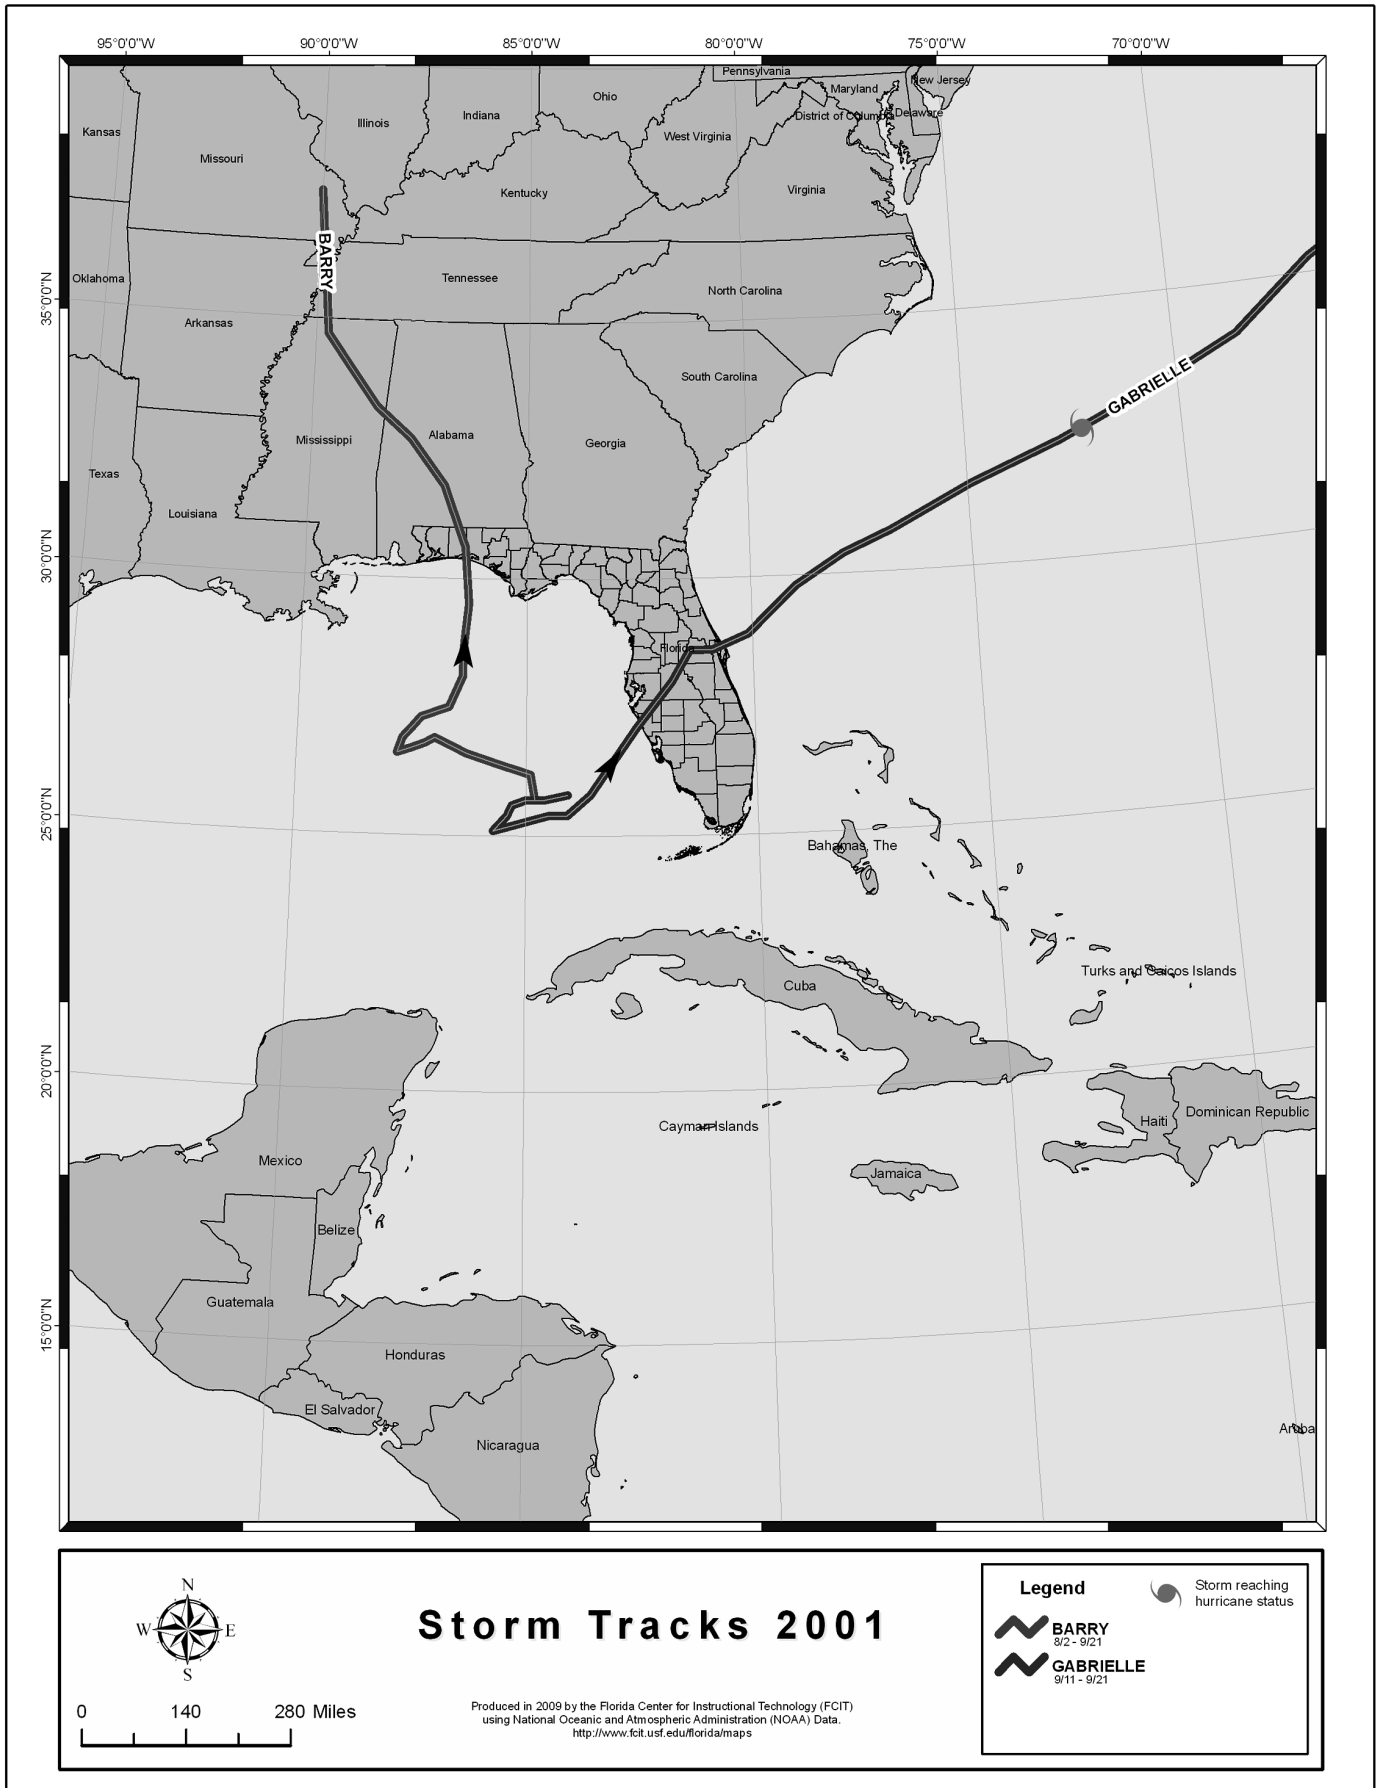 95°0'0"W
90°0'0"W
85°0'0"W
80°0'0"W
75°0'0"W
70°0'0"W
Pennsylvania
New Jersey
Ohio
Maryland
Indiana
Delaware
District of Columbia
Illinois
Kansas
West Virginia
Missouri
Kentucky
Virginia
BARRY
Oklahoma
Tennessee
North Carolina
35°0'0"N
Arkansas
South Carolina
GABRIELLE
Mississippi
Alabama
Georgia
Texas
Louisiana
30°0'0"N
Florida
25°0'0"N
Bahamas, The
Turks and Caicos Islands
Cuba
20°0'0"N
Cayman Islands
Haiti
Dominican Republic
Mexico
Jamaica
Belize
Guatemala
15°0'0"N
Honduras
El Salvador
Aruba
Nicaragua
N
W
E
S
0 140 280 Miles
Storm Tracks 2001
Produced in 2009 by the Florida Center for Instructional Technology (FCIT)
using National Oceanic and Atmospheric Administration (NOAA) Data.
http://www.fcit.usf.edu/florida/maps
Legend
Storm reaching
hurricane status
BARRY
8/2 - 9/21
GABRIELLE
9/11 - 9/21